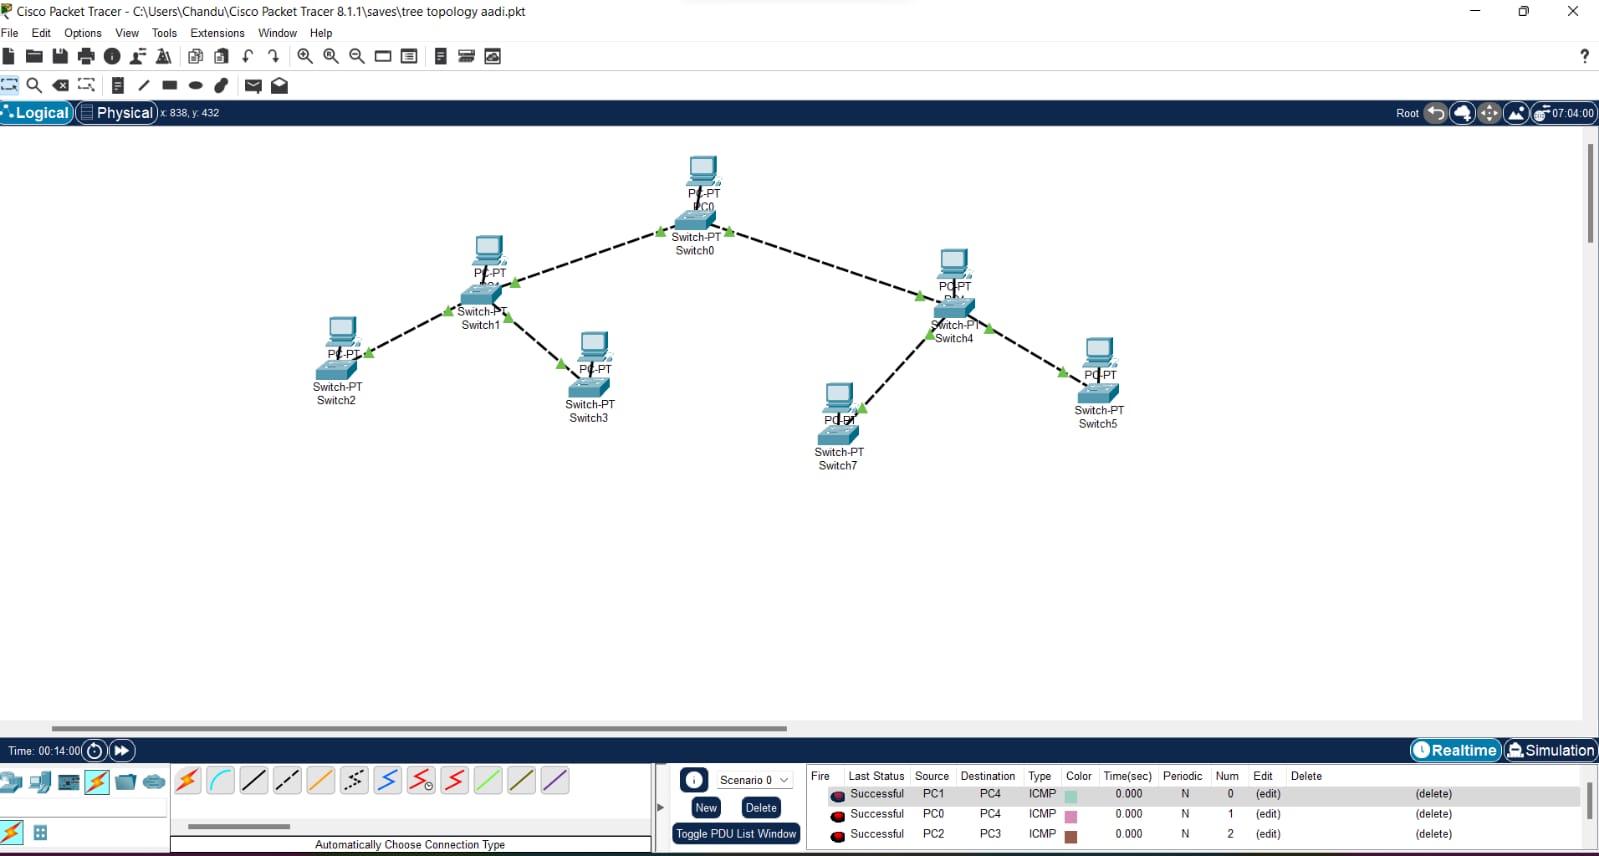 Cisco Packet Tracer - C:\Users\Chandu\Cisco Packet Tracer 8.1.1\saves\tree topology aadi.pkt
File Edit Options View Tools Extensions Window Help
?
Logical Physical x: 838, y: 432 Root 07:04:00
PC-PT
PC0
Switch-PT
Switch0
PC-PT
Switch-PT
Switch1
PC-PT
Switch-PT
Switch4
PC-PT
Switch-PT
Switch2
PC-PT
Switch-PT
Switch3
PC-PT
Switch-PT
Switch5
PC-PT
Switch-PT
Switch7
Time: 00:14:00 Realtime Simulation
Automatically Choose Connection Type
Scenario 0
New Delete
Toggle PDU List Window
Fire Last Status Source Destination Type Color Time(sec) Periodic Num Edit Delete
Successful PC1 PC4 ICMP 0.000 N 0 (edit) (delete)
Successful PC0 PC4 ICMP 0.000 N 1 (edit) (delete)
Successful PC2 PC3 ICMP 0.000 N 2 (edit) (delete)